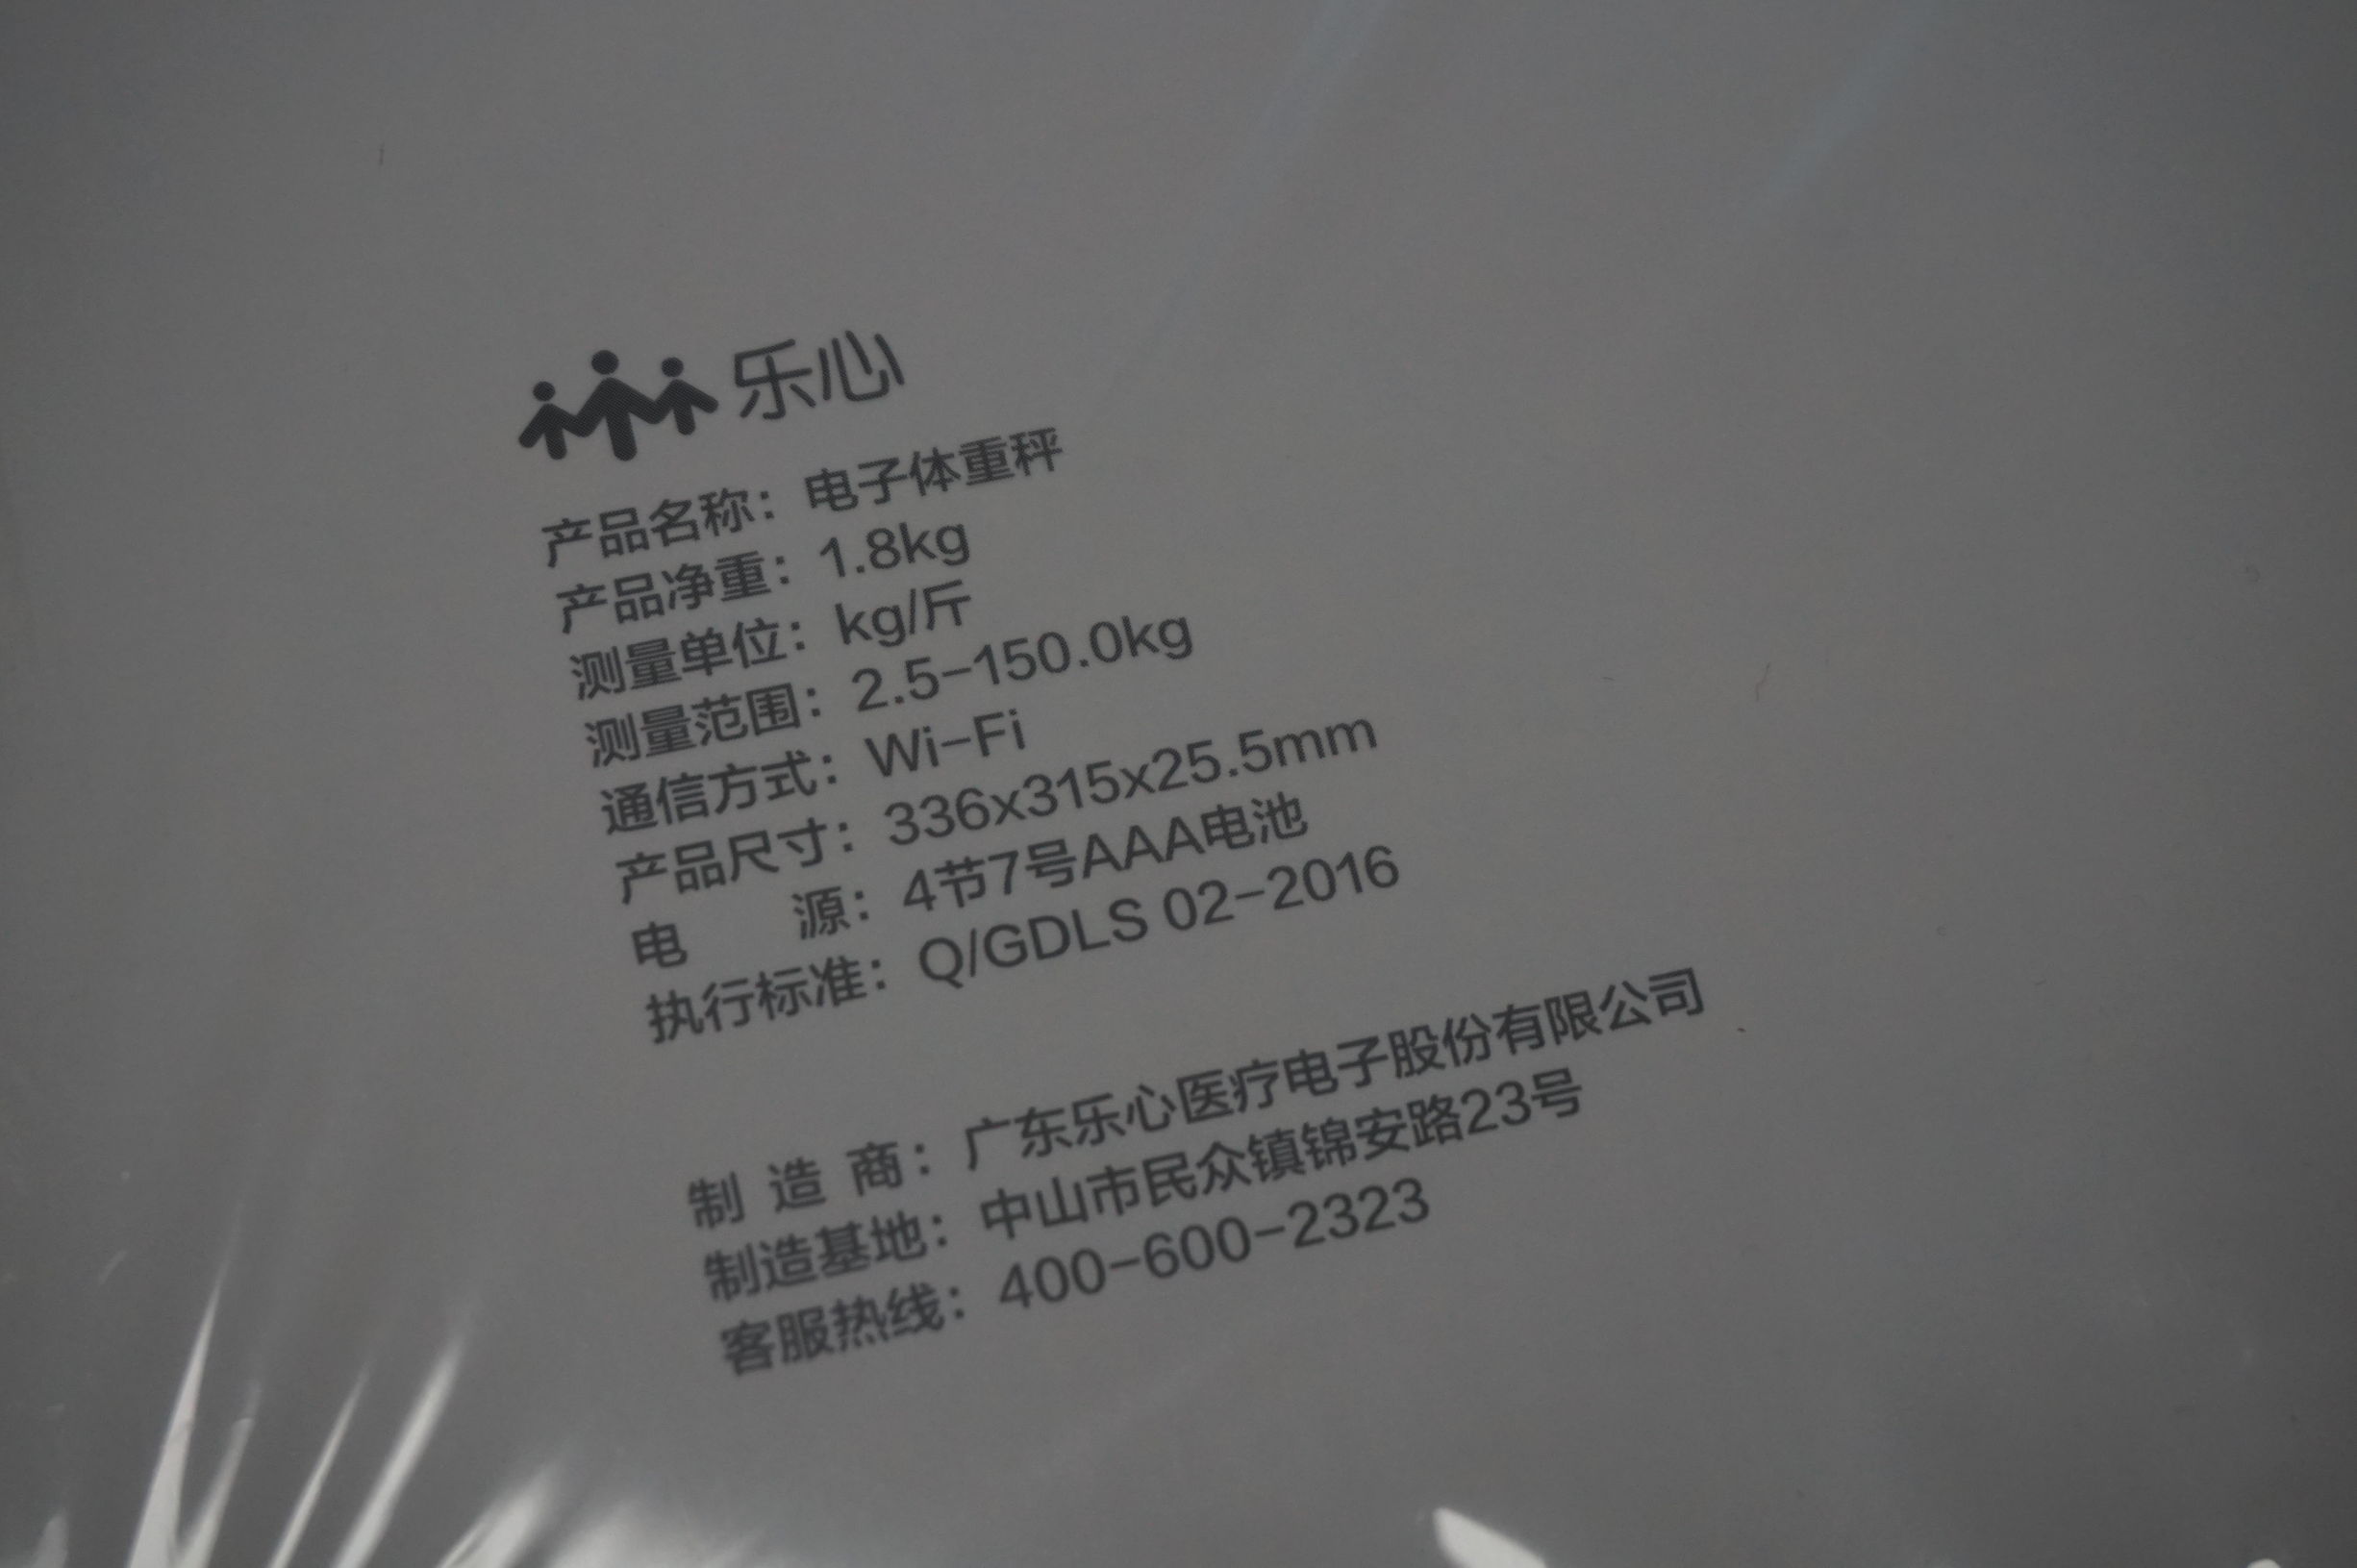 乐心
产品名称：电子体重秤
产品净重：1.8kg
测量单位：kg/斤
测量范围：2.5-150.0kg
通信方式：Wi-Fi
产品尺寸：336x315x25.5mm
电 源：4节7号AAA电池
执行标准：Q/GDLS 02-2016
制 造 商：广东乐心医疗电子股份有限公司
制造基地：中山市民众镇锦安路23号
客服热线：400-600-2323